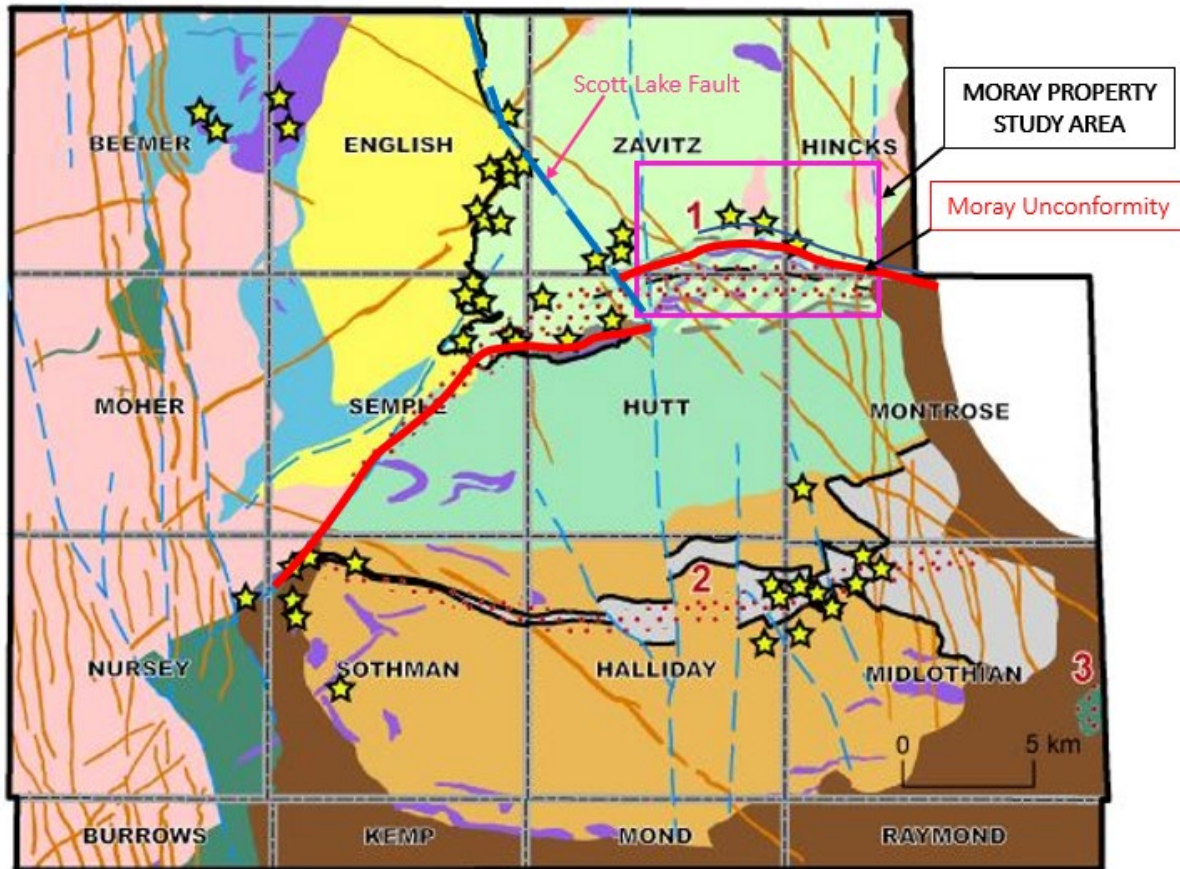 Scott Lake Fault
MORAY PROPERTY
STUDY AREA
BEEMER
ENGLISH
ZAVITZ
HINCKS
1
Moray Unconformity
MOHER
SEMPLE
HUTT
MONTROSE
2
NURSEY
SOTHMAN
HALLIDAY
MIDLOTHIAN
3
0 5 km
BURROWS
KEMP
MOND
RAYMOND